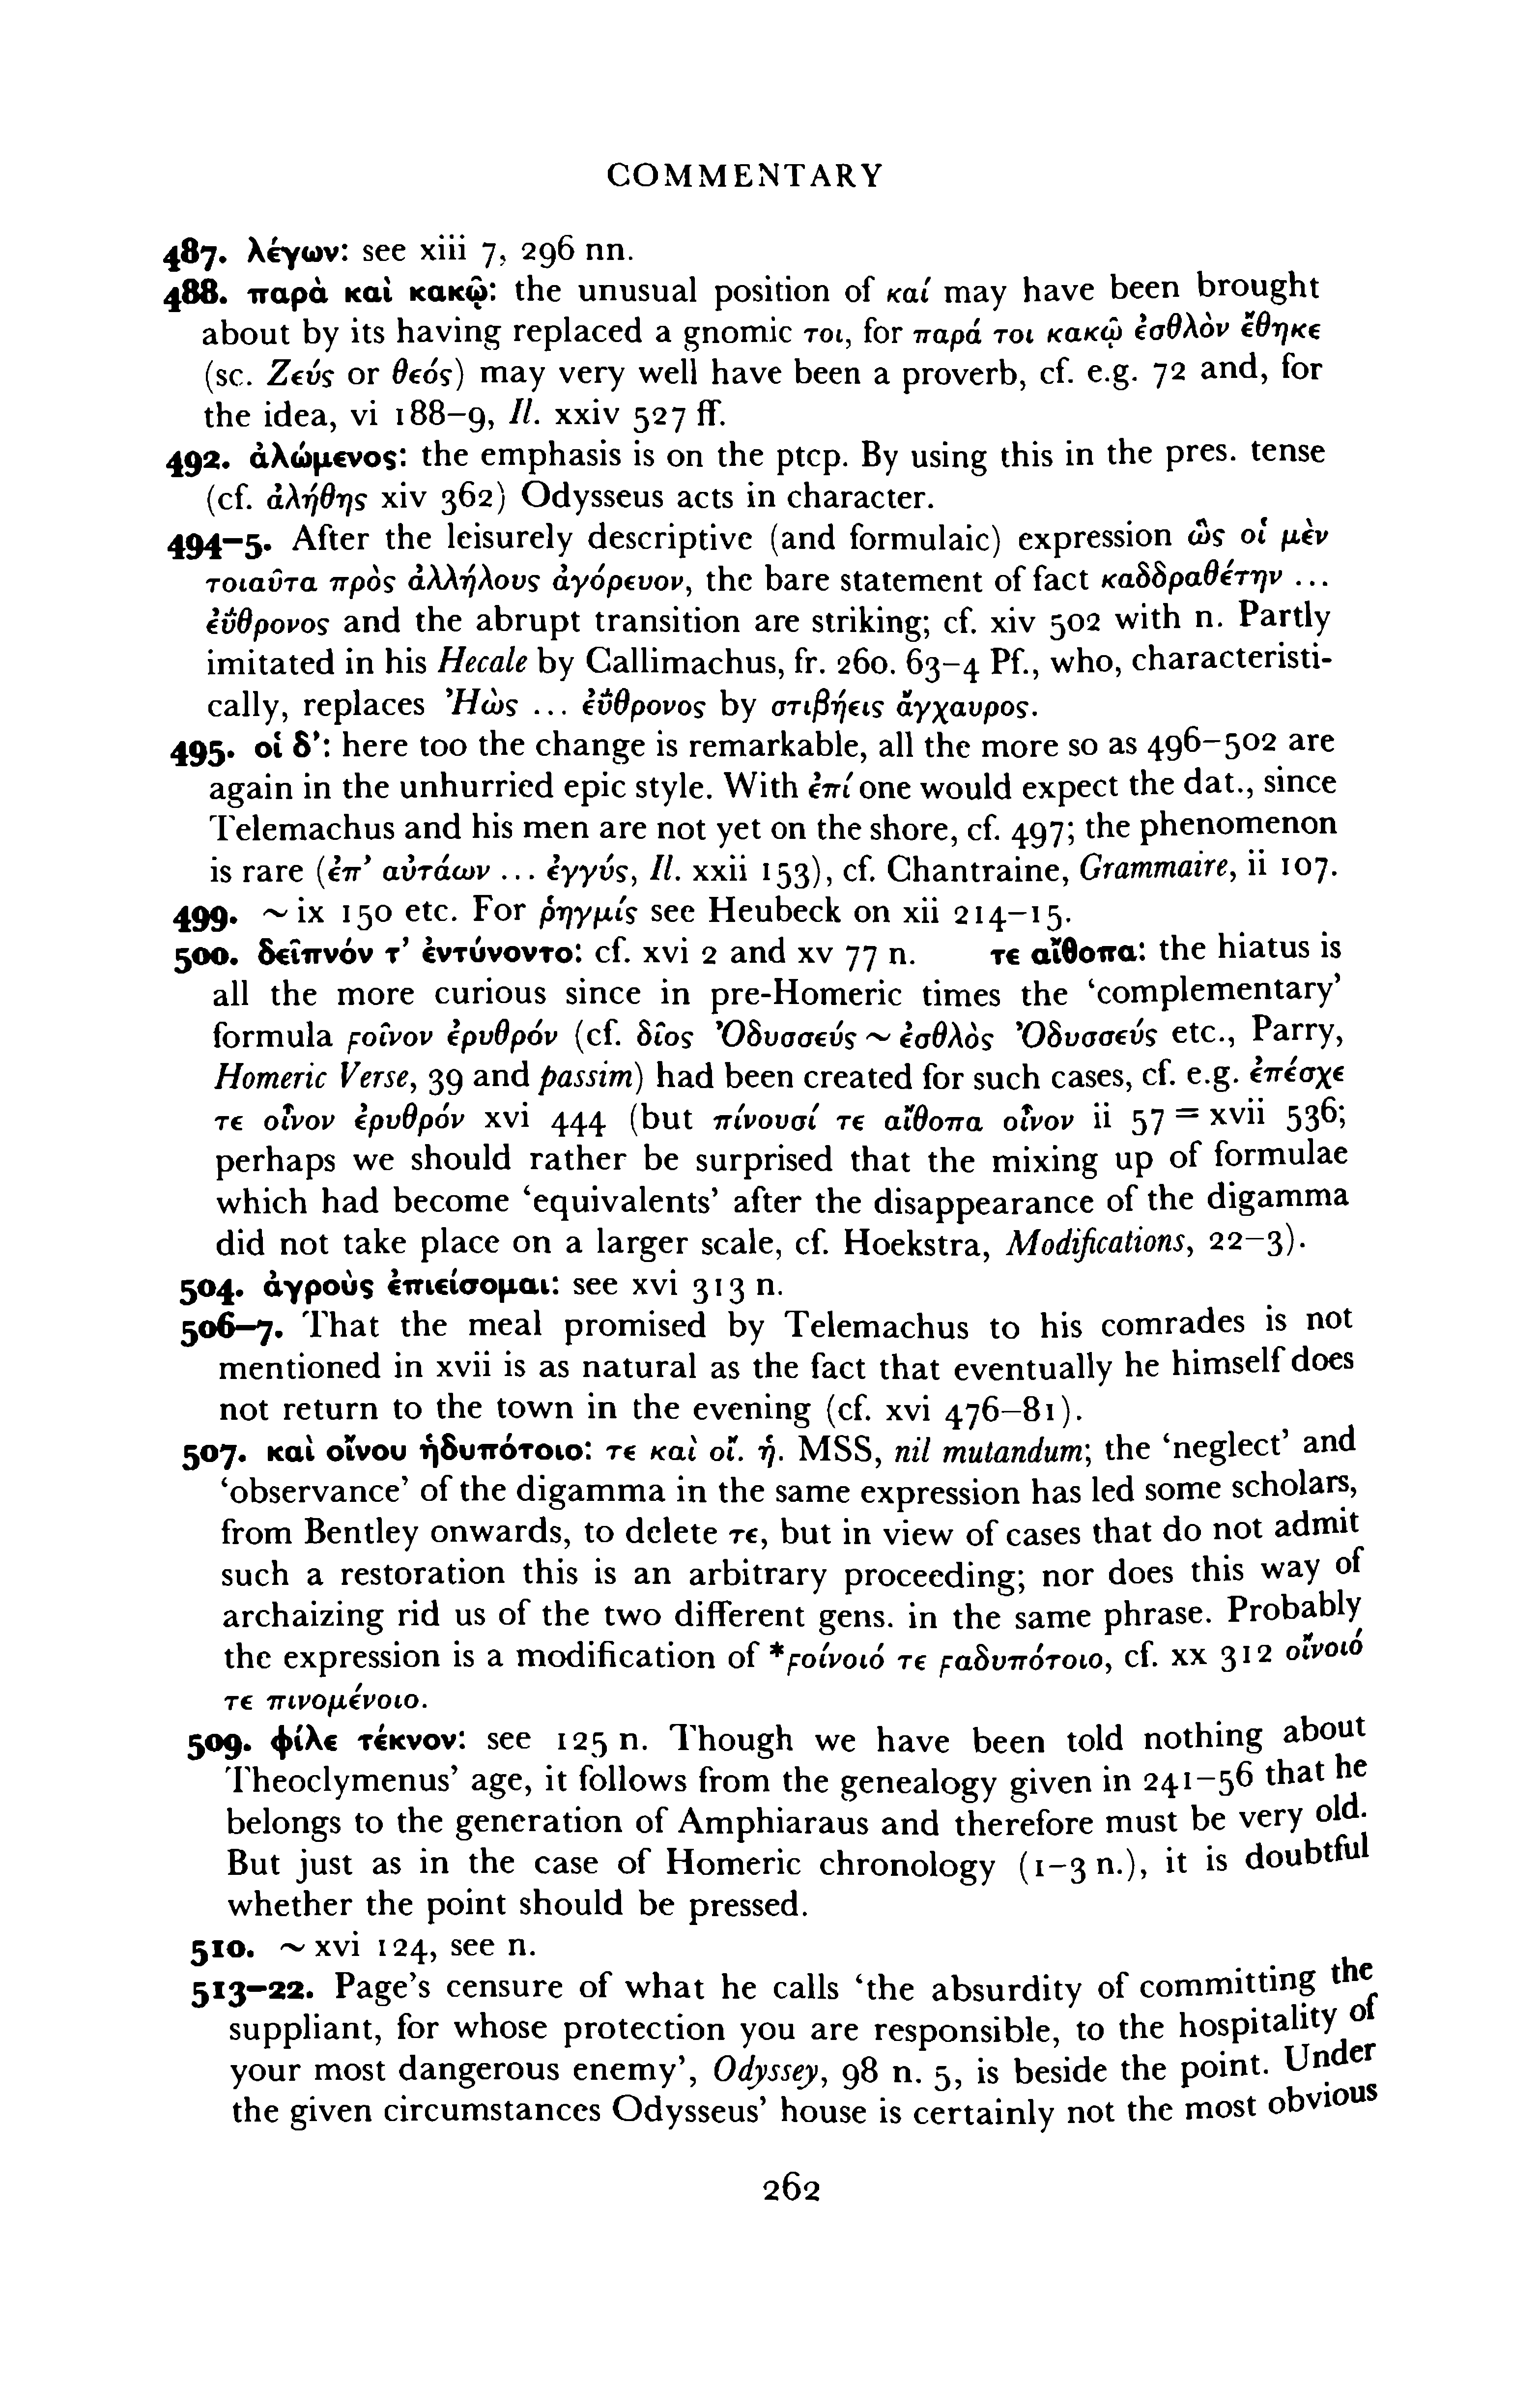 COMMENTARY
487. λέγων: see xiii 7, 296 nn.
488. παρὰ καὶ κακῷ: the unusual position of καί may have been brought
about by its having replaced a gnomic τοι, for παρά τοι κακῷ ἐσθλὸν ἔθηκε
(sc. Ζεύς or θεός) may very well have been a proverb, cf. e.g. 72 and, for
the idea, vi 188–9, Il. xxiv 527 ff.
492. ἀλώμενος: the emphasis is on the ptcp. By using this in the pres. tense
(cf. ἀλήθης xiv 362) Odysseus acts in character.
494–5. After the leisurely descriptive (and formulaic) expression ὣς οἱ μὲν
τοιαῦτα πρὸς ἀλλήλους ἀγόρευον, the bare statement of fact καδδραθέτην ...
ἐΰθρονος and the abrupt transition are striking; cf. xiv 502 with n. Partly
imitated in his Hecale by Callimachus, fr. 260. 63–4 Pf., who, characteristi-
cally, replaces Ἠὼς ... ἐΰθρονος by στιβήεις ἄγχαυρος.
495. οἱ δ’: here too the change is remarkable, all the more so as 496–502 are
again in the unhurried epic style. With ἐπί one would expect the dat., since
Telemachus and his men are not yet on the shore, cf. 497; the phenomenon
is rare (ἐπ’ αὐτάων ... ἐγγύς, Il. xxii 153), cf. Chantraine, Grammaire, ii 107.
499. ~ ix 150 etc. For ῥηγμίς see Heubeck on xii 214–15.
500. δεῖπνόν τ’ ἐντύνοντο: cf. xvi 2 and xv 77 n. τε αἴθοπα: the hiatus is
all the more curious since in pre-Homeric times the ‘complementary’
formula ϝοῖνον ἐρυθρόν (cf. δῖος Ὀδυσσεύς ~ ἐσθλὸς Ὀδυσσεύς etc., Parry,
Homeric Verse, 39 and passim) had been created for such cases, cf. e.g. ἐπέσχε
τε οἶνον ἐρυθρόν xvi 444 (but πίνουσί τε αἴθοπα οἶνον ii 57 = xvii 536;
perhaps we should rather be surprised that the mixing up of formulae
which had become ‘equivalents’ after the disappearance of the digamma
did not take place on a larger scale, cf. Hoekstra, Modifications, 22–3).
504. ἀγροὺς ἐπιείσομαι: see xvi 313 n.
506–7. That the meal promised by Telemachus to his comrades is not
mentioned in xvii is as natural as the fact that eventually he himself does
not return to the town in the evening (cf. xvi 476–81).
507. καὶ οἴνου ἡδυπότοιο: τε καὶ οἴ. ἡ. MSS, nil mutandum; the ‘neglect’ and
‘observance’ of the digamma in the same expression has led some scholars,
from Bentley onwards, to delete τε, but in view of cases that do not admit
such a restoration this is an arbitrary proceeding; nor does this way of
archaizing rid us of the two different gens. in the same phrase. Probably
the expression is a modification of *ϝοίνοιό τε ϝαδυπότοιο, cf. xx 312 οἴνοιό
τε πινομένοιο.
509. φίλε τέκνον: see 125 n. Though we have been told nothing about
Theoclymenus’ age, it follows from the genealogy given in 241–56 that he
belongs to the generation of Amphiaraus and therefore must be very old.
But just as in the case of Homeric chronology (1–3 n.), it is doubtful
whether the point should be pressed.
510. ~ xvi 124, see n.
513–22. Page’s censure of what he calls ‘the absurdity of committing the
suppliant, for whose protection you are responsible, to the hospitality of
your most dangerous enemy’, Odyssey, 98 n. 5, is beside the point. Under
the given circumstances Odysseus’ house is certainly not the most obvious
262